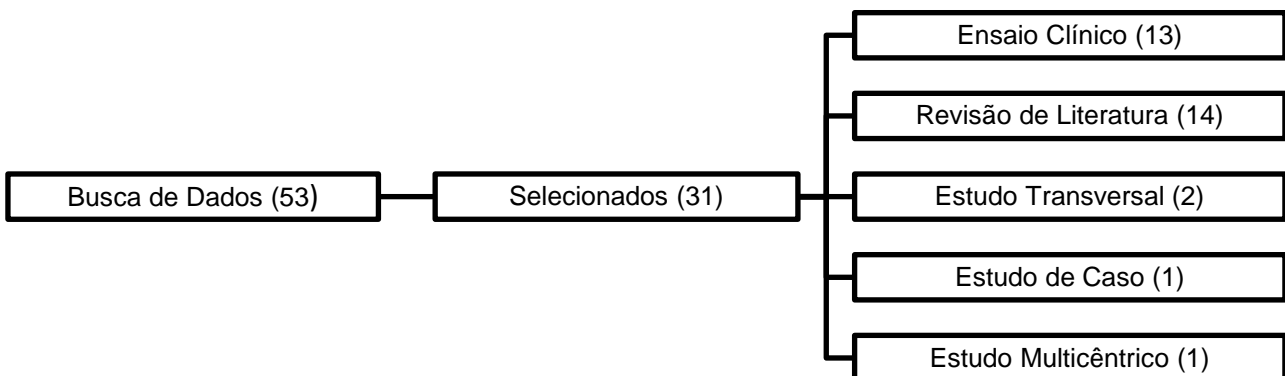 Busca de Dados (53)
Selecionados (31)
Ensaio Clínico (13)
Revisão de Literatura (14)
Estudo Transversal (2)
Estudo de Caso (1)
Estudo Multicêntrico (1)